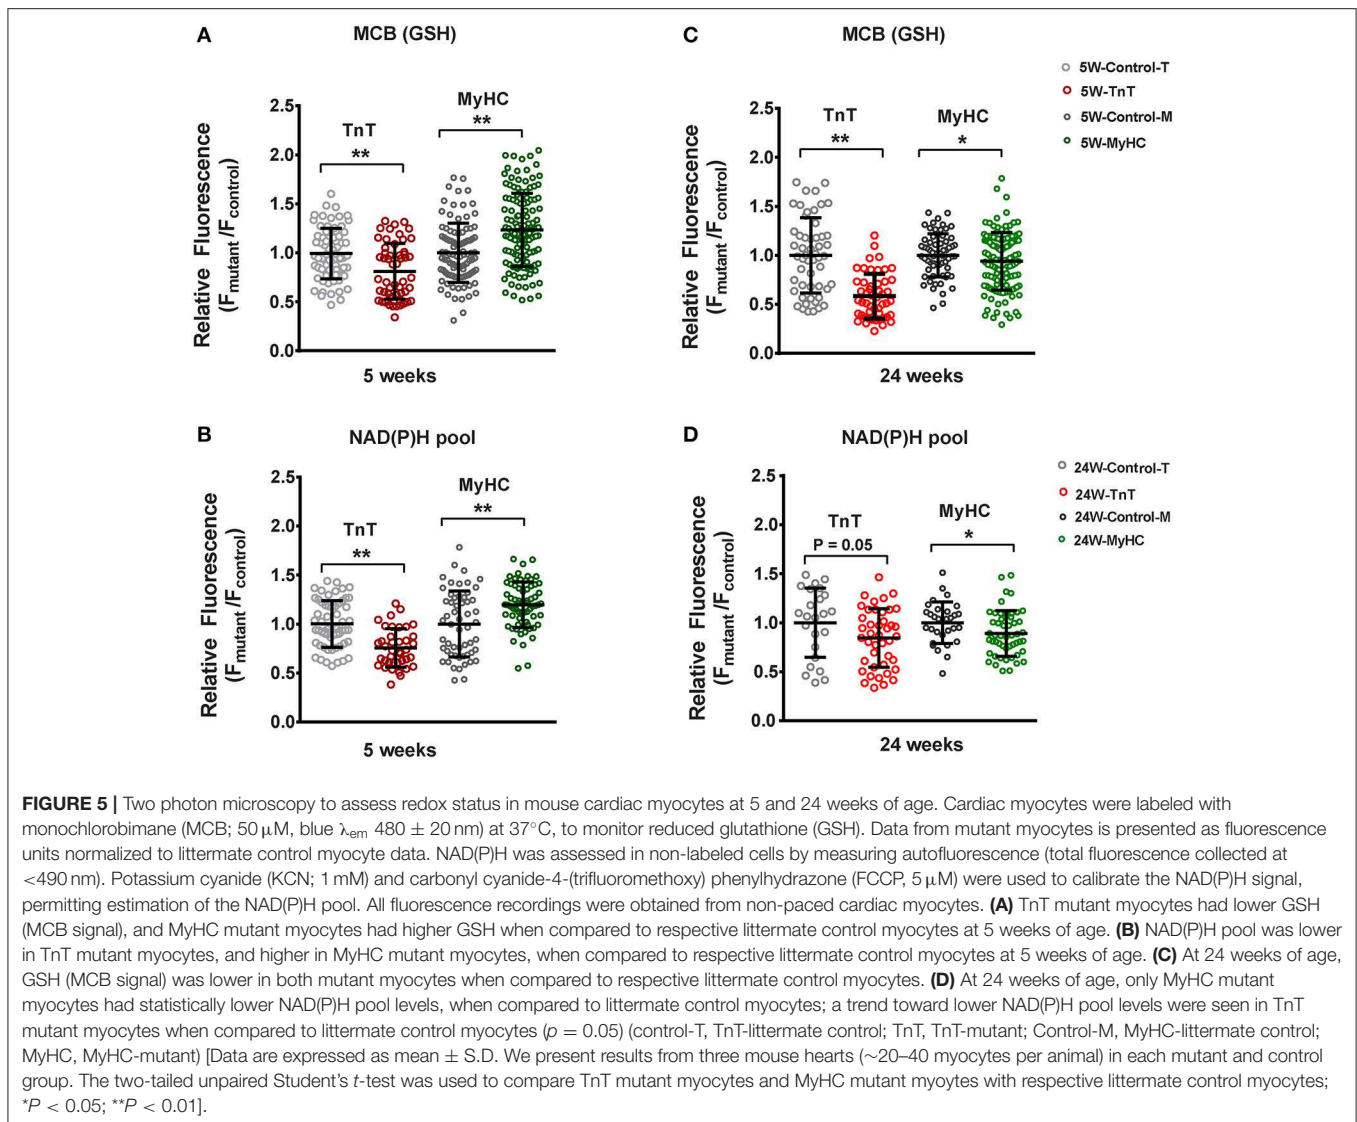 A
MCB (GSH)
Relative Fluorescence
(Fmutant /Fcontrol)
2.5
2.0
1.5
1.0
0.5
0.0
TnT
**
MyHC
**
5 weeks
C
MCB (GSH)
Relative Fluorescence
(Fmutant /Fcontrol)
2.5
2.0
1.5
1.0
0.5
0.0
TnT
**
MyHC
*
24 weeks
5W-Control-T
5W-TnT
5W-Control-M
5W-MyHC
B
NAD(P)H pool
Relative Fluorescence
(Fmutant /Fcontrol)
2.5
2.0
1.5
1.0
0.5
0.0
TnT
**
MyHC
**
5 weeks
D
NAD(P)H pool
Relative Fluorescence
(Fmutant /Fcontrol)
2.5
2.0
1.5
1.0
0.5
0.0
TnT
P = 0.05
MyHC
*
24 weeks
24W-Control-T
24W-TnT
24W-Control-M
24W-MyHC
FIGURE 5 | Two photon microscopy to assess redox status in mouse cardiac myocytes at 5 and 24 weeks of age. Cardiac myocytes were labeled with
monochlorobimane (MCB; 50 μM, blue λem 480 ± 20 nm) at 37°C, to monitor reduced glutathione (GSH). Data from mutant myocytes is presented as fluorescence
units normalized to littermate control myocyte data. NAD(P)H was assessed in non-labeled cells by measuring autofluorescence (total fluorescence collected at
<490 nm). Potassium cyanide (KCN; 1 mM) and carbonyl cyanide-4-(trifluoromethoxy) phenylhydrazone (FCCP, 5 μM) were used to calibrate the NAD(P)H signal,
permitting estimation of the NAD(P)H pool. All fluorescence recordings were obtained from non-paced cardiac myocytes. (A) TnT mutant myocytes had lower GSH
(MCB signal), and MyHC mutant myocytes had higher GSH when compared to respective littermate control myocytes at 5 weeks of age. (B) NAD(P)H pool was lower
in TnT mutant myocytes, and higher in MyHC mutant myocytes, when compared to respective littermate control myocytes at 5 weeks of age. (C) At 24 weeks of age,
GSH (MCB signal) was lower in both mutant myocytes when compared to respective littermate control myocytes. (D) At 24 weeks of age, only MyHC mutant
myocytes had statistically lower NAD(P)H pool levels, when compared to littermate control myocytes; a trend toward lower NAD(P)H pool levels were seen in TnT
mutant myocytes when compared to littermate control myocytes (p = 0.05) (control-T, TnT-littermate control; TnT, TnT-mutant; Control-M, MyHC-littermate control;
MyHC, MyHC-mutant) [Data are expressed as mean ± S.D. We present results from three mouse hearts (∼20–40 myocytes per animal) in each mutant and control
group. The two-tailed unpaired Student's t-test was used to compare TnT mutant myocytes and MyHC mutant myoytes with respective littermate control myocytes;
*P < 0.05; **P < 0.01].